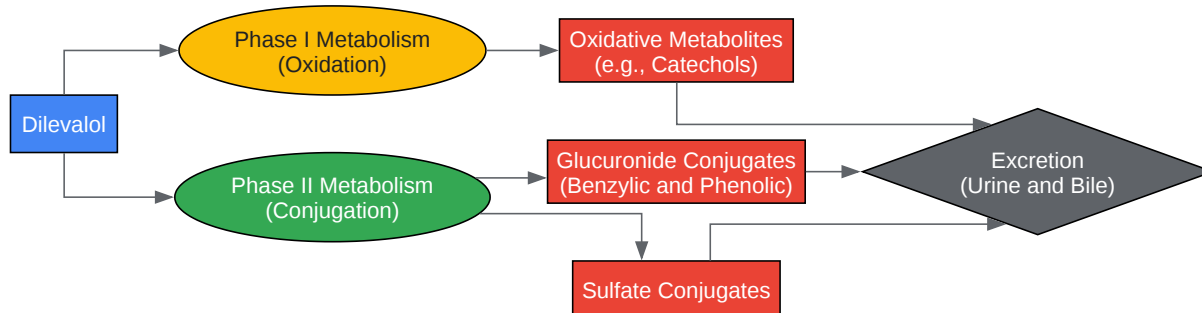 Dilevalol
Phase I Metabolism
(Oxidation)
Oxidative Metabolites
(e.g., Catechols)
Phase II Metabolism
(Conjugation)
Glucuronide Conjugates
(Benzylic and Phenolic)
Sulfate Conjugates
Excretion
(Urine and Bile)